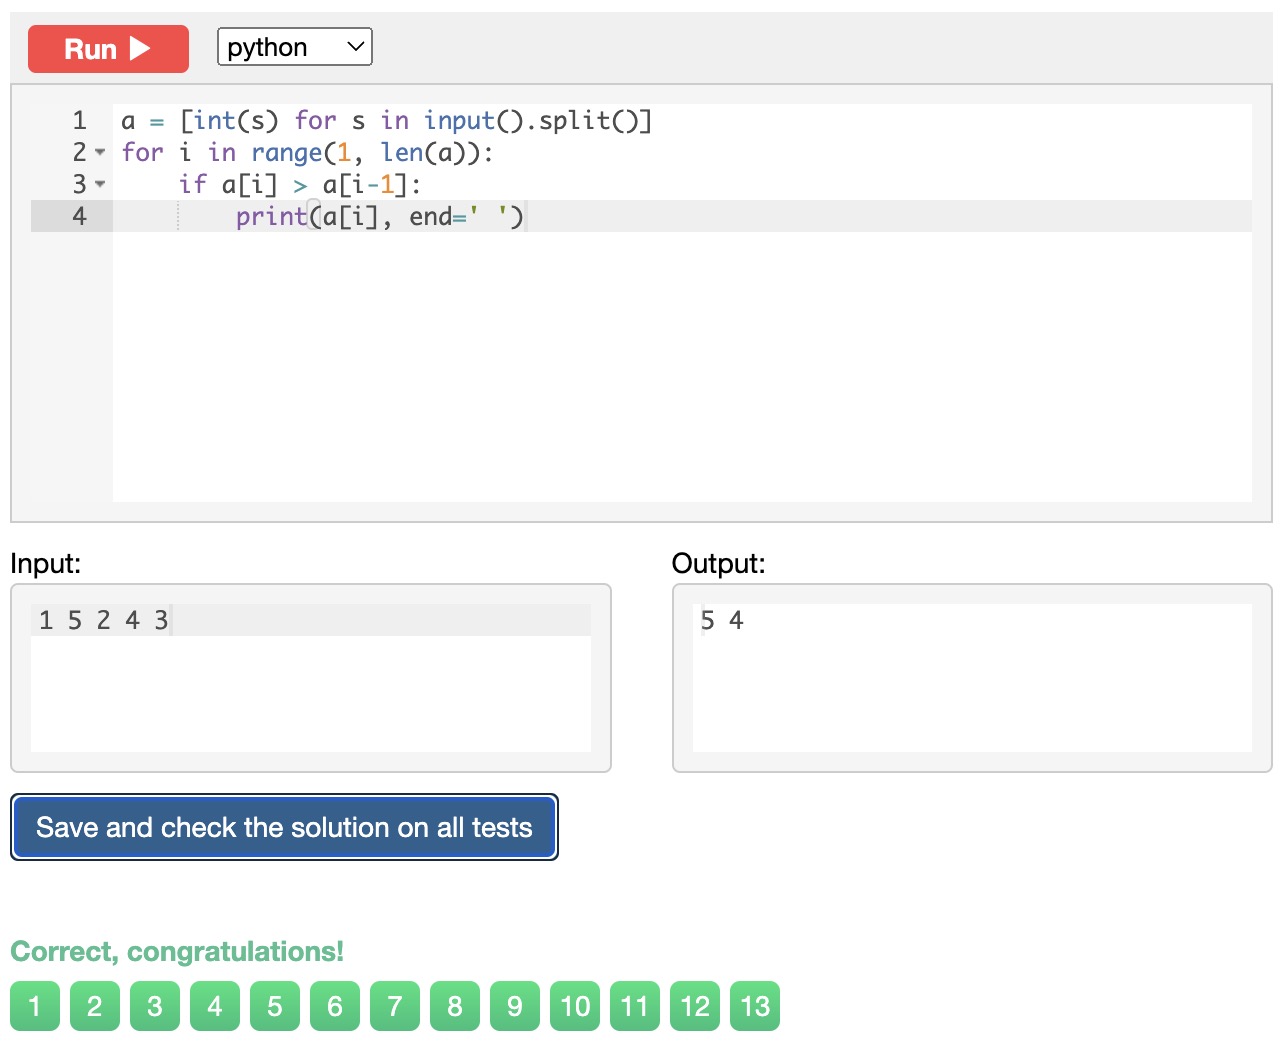 Run python
1 a = [int(s) for s in input().split()]
2 for i in range(1, len(a)):
3     if a[i] > a[i-1]:
4         print(a[i], end=' ')
Input:
1 5 2 4 3
Output:
5 4
Save and check the solution on all tests
Correct, congratulations!
1 2 3 4 5 6 7 8 9 10 11 12 13